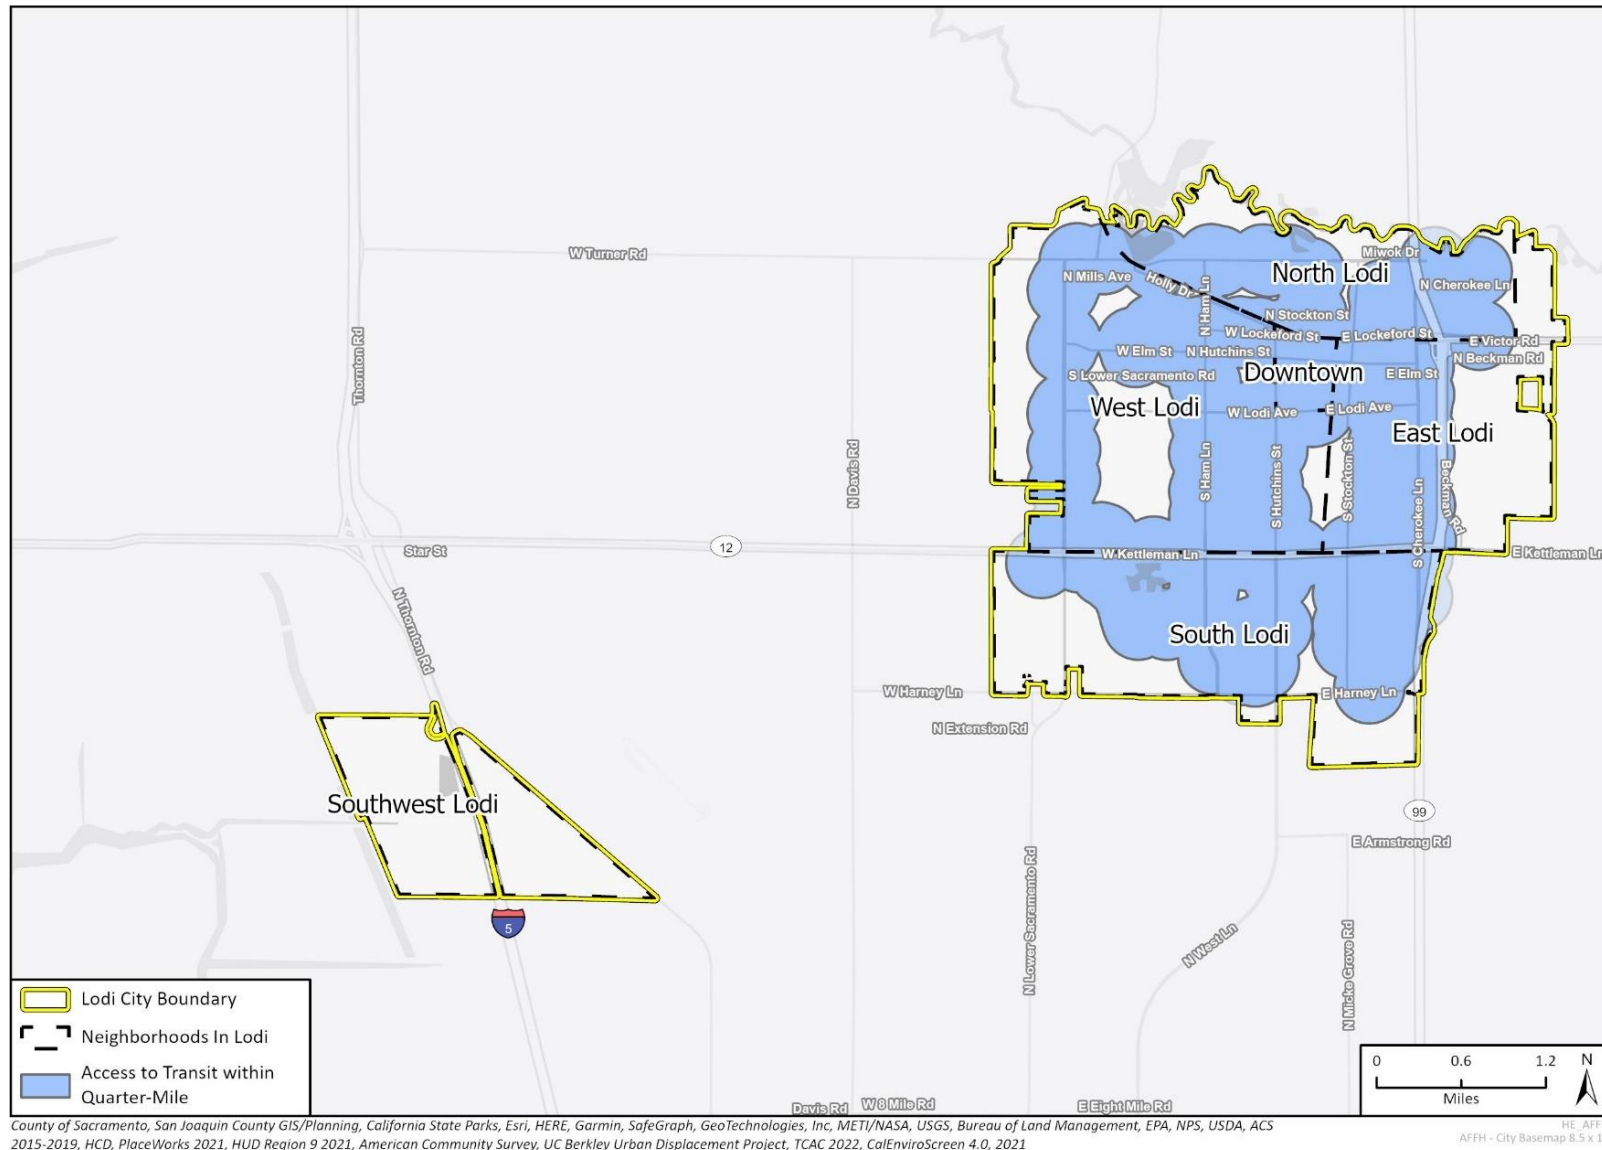 W Turner Rd
Miwok Dr
North Lodi
N Mills Ave
Holly Dr
N Ham Ln
N Cherokee Ln
N Stockton St
W Lockeford St
E Lockeford St
E Victor Rd
Thornton Rd
W Elm St
N Hutchins St
N Beckman Rd
S Lower Sacramento Rd
Downtown
E Elm St
West Lodi
W Lodi Ave
E Lodi Ave
East Lodi
N Davis Rd
S Ham Ln
S Hutchins St
S Stockton St
S Cherokee Ln
Beckman Rd
Star St
12
W Kettleman Ln
E Kettleman Ln
N Thornton Rd
South Lodi
W Harney Ln
E Harney Ln
N Extension Rd
Southwest Lodi
99
E Armstrong Rd
5
N Lower Sacramento Rd
N West Ln
N Micke Grove Rd
Lodi City Boundary
Neighborhoods In Lodi
Access to Transit within
Quarter-Mile
0 0.6 1.2 N
Miles
Davis Rd
W 8 Mile Rd
E Eight Mile Rd
County of Sacramento, San Joaquin County GIS/Planning, California State Parks, Esri, HERE, Garmin, SafeGraph, GeoTechnologies, Inc, METI/NASA, USGS, Bureau of Land Management, EPA, NPS, USDA, ACS
2015-2019, HCD, PlaceWorks 2021, HUD Region 9 2021, American Community Survey, UC Berkley Urban Displacement Project, TCAC 2022, CalEnviroScreen 4.0, 2021
HE_AFF
AFFH - City Basemap 8.5 x 1